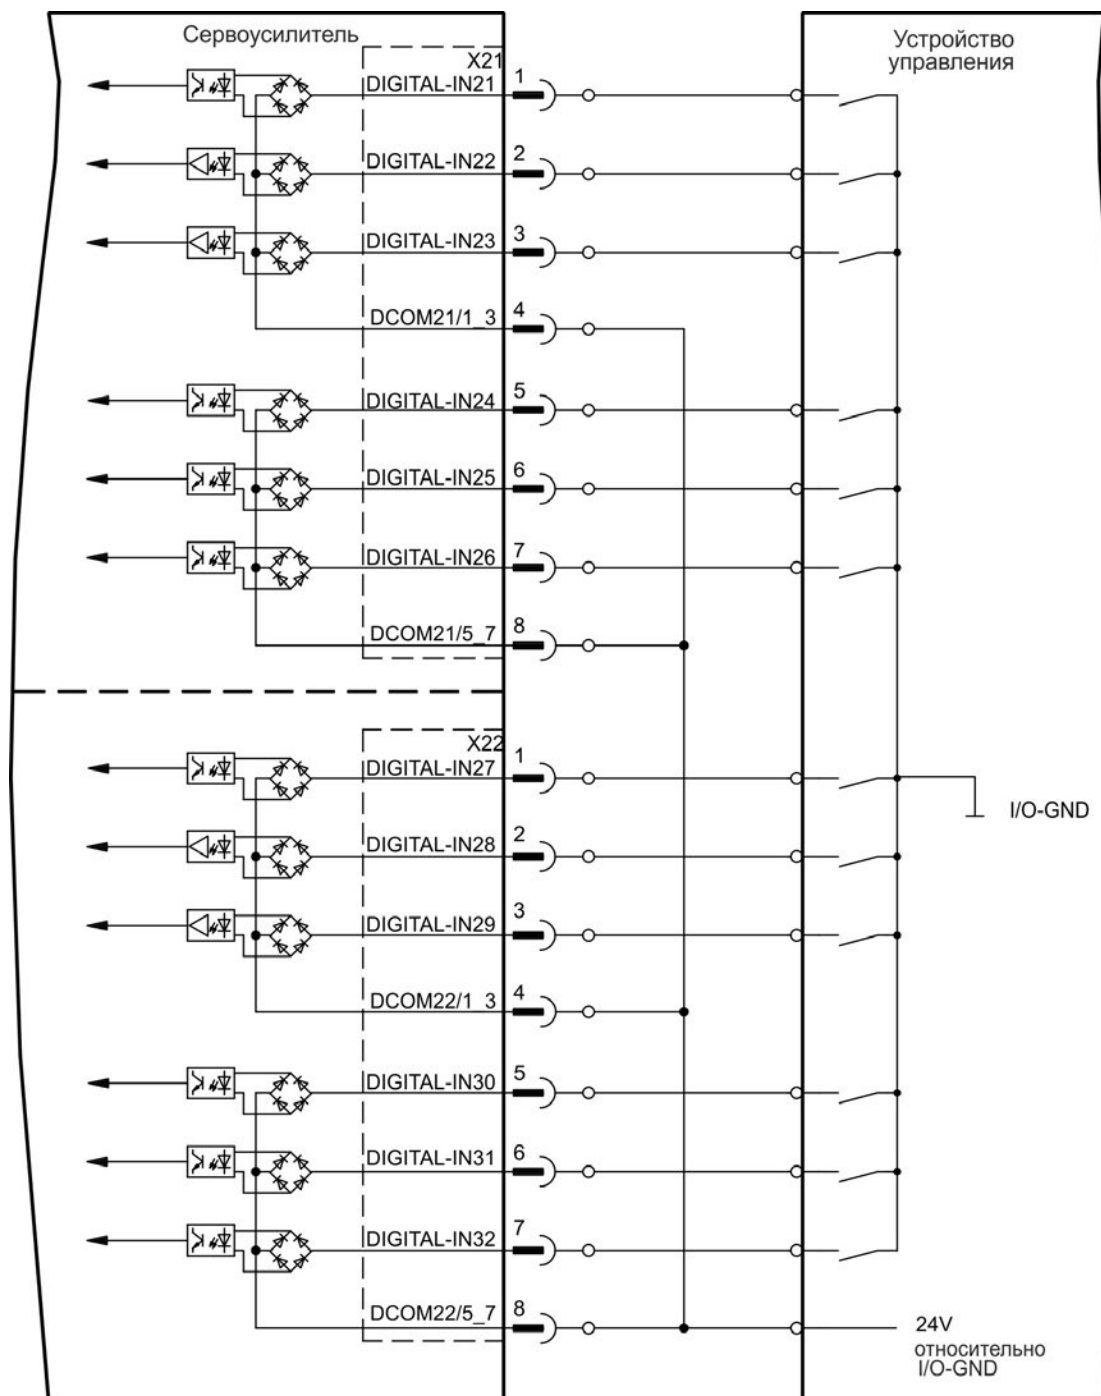 Сервоусилитель
Устройство
управления
X21
DIGITAL-IN21 1
DIGITAL-IN22 2
DIGITAL-IN23 3
DCOM21/1_3 4
DIGITAL-IN24 5
DIGITAL-IN25 6
DIGITAL-IN26 7
DCOM21/5_7 8
X22
DIGITAL-IN27 1
I/O-GND
DIGITAL-IN28 2
DIGITAL-IN29 3
DCOM22/1_3 4
DIGITAL-IN30 5
DIGITAL-IN31 6
DIGITAL-IN32 7
DCOM22/5_7 8
24V
относительно
I/O-GND